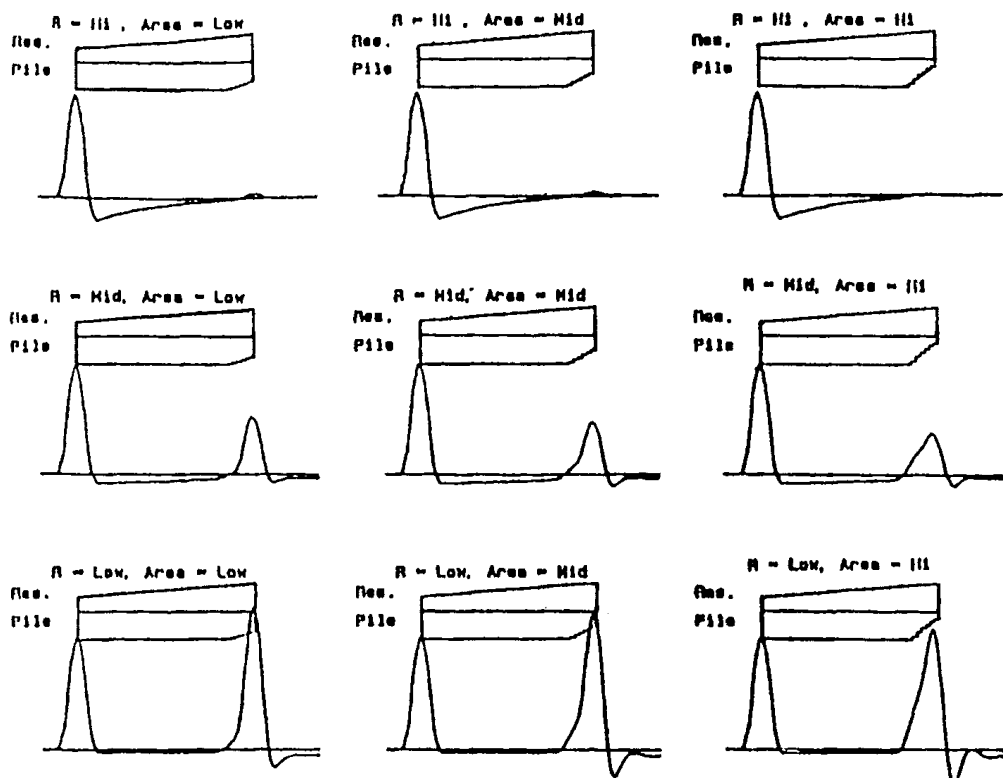 R = Hi , Area = Low
Res.
Pile
R = Hi, Area = Mid
Res.
Pile
R = Hi, Area = Hi
Res.
Pile
R = Mid, Area = Low
Res.
Pile
R = Mid, Area = Mid
Res.
Pile
R = Mid, Area = Hi
Res.
Pile
R = Low, Area = Low
Res.
Pile
R = Low, Area = Mid
Res.
Pile
R = Low, Area = Hi
Res.
Pile